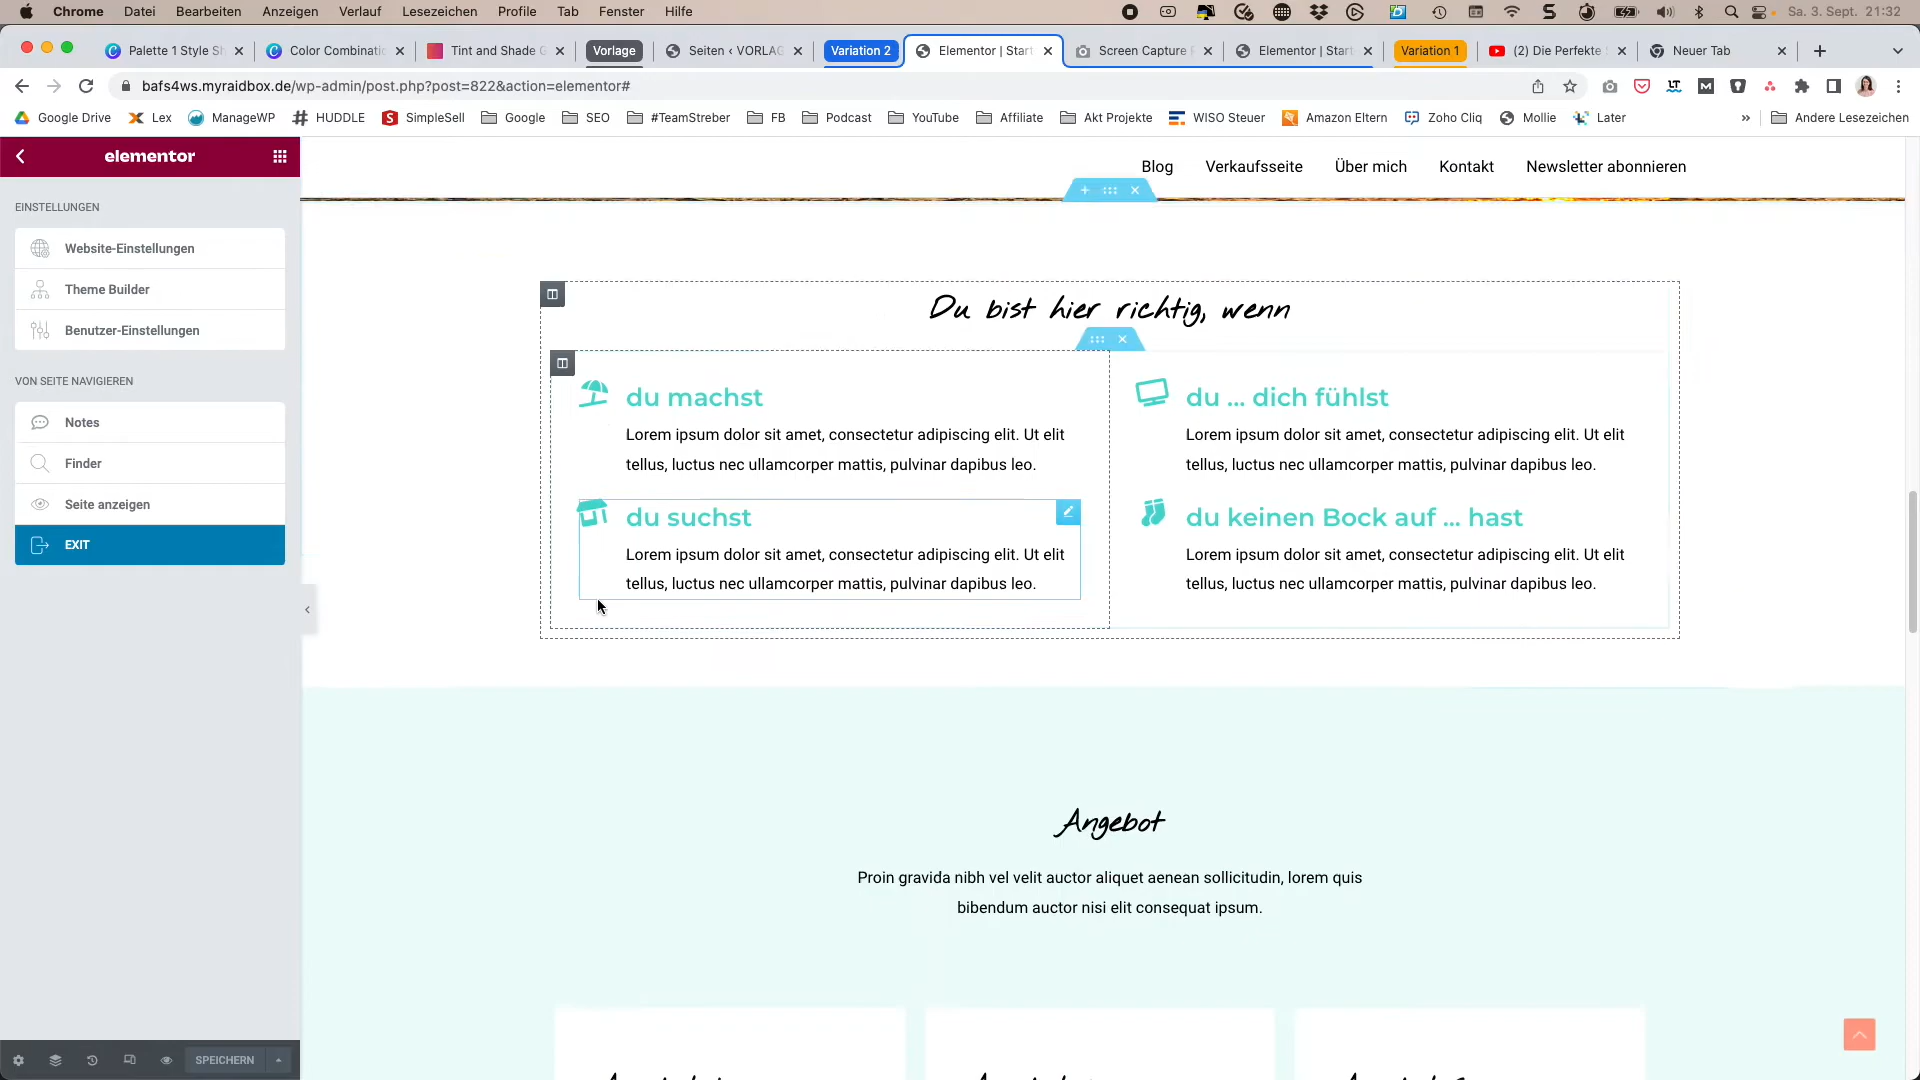 Chrome Datei Bearbeiten Anzeigen Verlauf Lesezeichen Profile Tab Fenster Hilfe Sa. 3. Sept. 21:32
Palette 1 Style Color Combinati Tint and Shade Vorlage Seiten ‹ VORLAG Variation 2 Elementor | Start Screen Capture Elementor | Start Variation 1 (2) Die Perfekte Neuer Tab
bafs4ws.myraidbox.de/wp-admin/post.php?post=822&action=elementor#
Google Drive Lex ManageWP HUDDLE SimpleSell Google SEO #TeamStreber FB Podcast YouTube Affiliate Akt Projekte WISO Steuer Amazon Eltern Zoho Cliq Mollie Later » Andere Lesezeichen
elementor
EINSTELLUNGEN
Website-Einstellungen
Theme Builder
Benutzer-Einstellungen
VON SEITE NAVIGIEREN
Notes
Finder
Seite anzeigen
EXIT
SPEICHERN
Blog Verkaufsseite Über mich Kontakt Newsletter abonnieren
Du bist hier richtig, wenn
du machst
Lorem ipsum dolor sit amet, consectetur adipiscing elit. Ut elit
tellus, luctus nec ullamcorper mattis, pulvinar dapibus leo.
du ... dich fühlst
Lorem ipsum dolor sit amet, consectetur adipiscing elit. Ut elit
tellus, luctus nec ullamcorper mattis, pulvinar dapibus leo.
du suchst
Lorem ipsum dolor sit amet, consectetur adipiscing elit. Ut elit
tellus, luctus nec ullamcorper mattis, pulvinar dapibus leo.
du keinen Bock auf ... hast
Lorem ipsum dolor sit amet, consectetur adipiscing elit. Ut elit
tellus, luctus nec ullamcorper mattis, pulvinar dapibus leo.
Angebot
Proin gravida nibh vel velit auctor aliquet aenean sollicitudin, lorem quis
bibendum auctor nisi elit consequat ipsum.